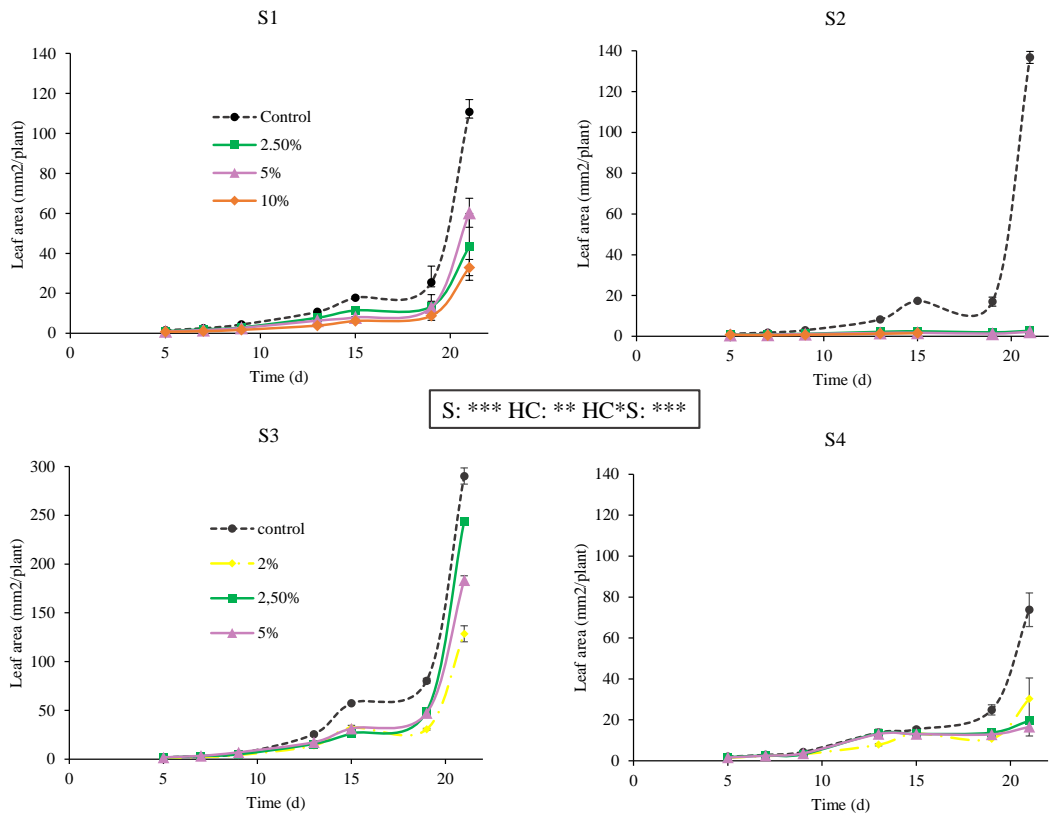 S1
140
120
100
80
60
40
20
0
0 5 10 15 20
Leaf area (mm2/plant)
Time (d)
Control
2.50%
5%
10%
S2
140
120
100
80
60
40
20
0
0 5 10 15 20
Leaf area (mm2/plant)
Time (d)
S: *** HC: ** HC*S: ***
S3
300
250
200
150
100
50
0
0 5 10 15 20
Leaf area (mm2/plant)
Time (d)
control
2%
2,50%
5%
S4
140
120
100
80
60
40
20
0
0 5 10 15 20
Leaf area (mm2/plant)
Time (d)